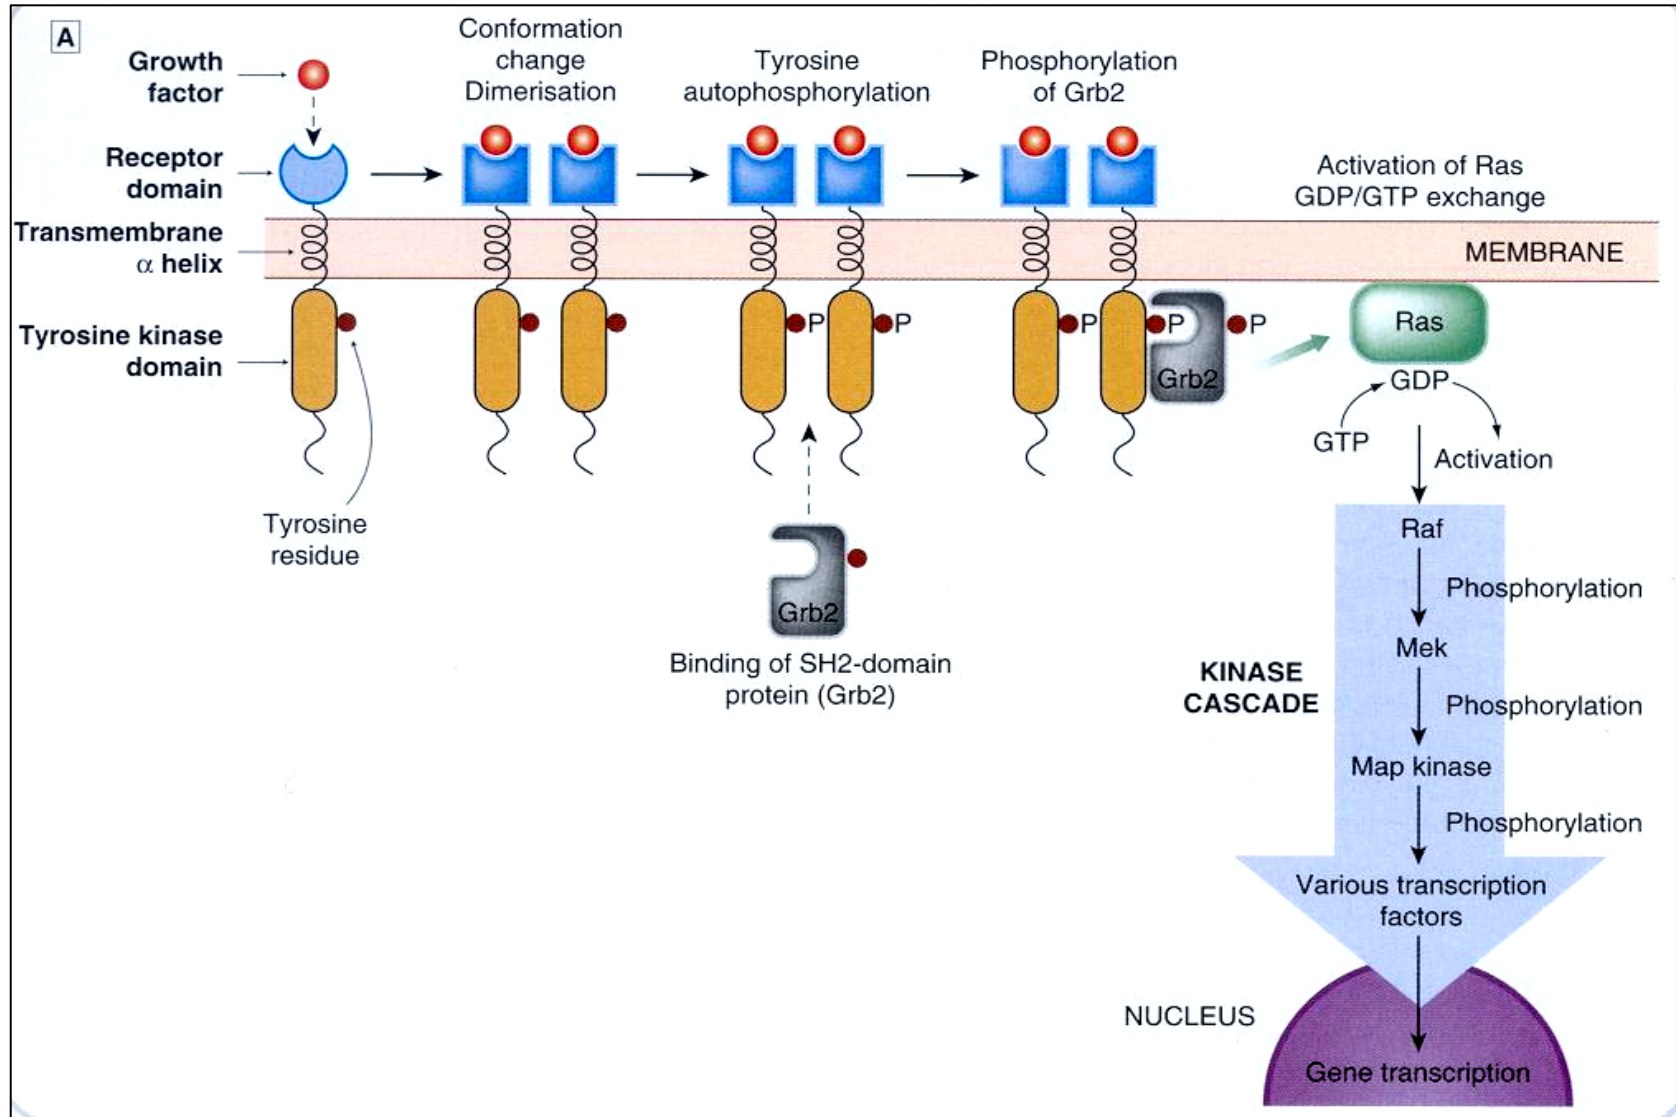 A
Growth
factor
Conformation
change
Dimerisation
Tyrosine
autophosphorylation
Phosphorylation
of Grb2
Receptor
domain
Activation of Ras
GDP/GTP exchange
Transmembrane
α helix
MEMBRANE
Tyrosine kinase
domain
P
P
P
P
P
Grb2
Ras
GDP
GTP
Activation
Tyrosine
residue
Grb2
Binding of SH2-domain
protein (Grb2)
KINASE
CASCADE
Raf
Phosphorylation
Mek
Phosphorylation
Map kinase
Phosphorylation
Various transcription
factors
NUCLEUS
Gene transcription